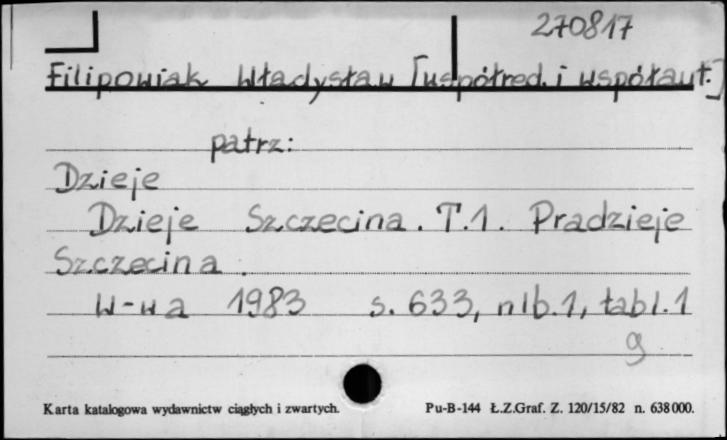 270817
Filipowiak Władysław [współred. i współaut.]
patrz:
Dzieje
Dzieje Szczecina. T.1. Pradzieje
Szczecina.
W-wa 1983 s. 633, nlb.1, tabl.1
g
Karta katalogowa wydawnictw ciągłych i zwartych. Pu-B-144 Ł.Z.Graf. Z. 120/15/82 n. 638000.